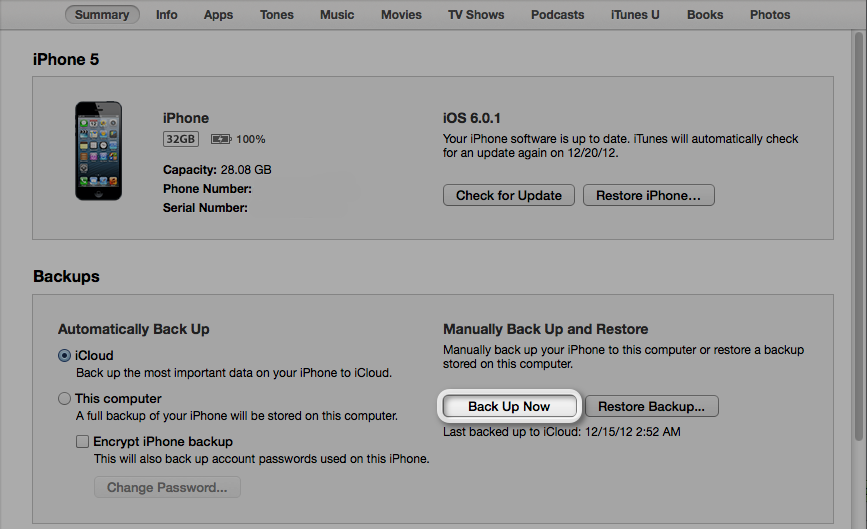 Summary Info Apps Tones Music Movies TV Shows Podcasts iTunes U Books Photos
iPhone 5
iPhone
32GB 100%
Capacity: 28.08 GB
Phone Number:
Serial Number:
iOS 6.0.1
Your iPhone software is up to date. iTunes will automatically check
for an update again on 12/20/12.
Check for Update Restore iPhone...
Backups
Automatically Back Up
iCloud
Back up the most important data on your iPhone to iCloud.
This computer
A full backup of your iPhone will be stored on this computer.
Encrypt iPhone backup
This will also back up account passwords used on this iPhone.
Change Password...
Manually Back Up and Restore
Manually back up your iPhone to this computer or restore a backup
stored on this computer.
Back Up Now Restore Backup...
Last backed up to iCloud: 12/15/12 2:52 AM